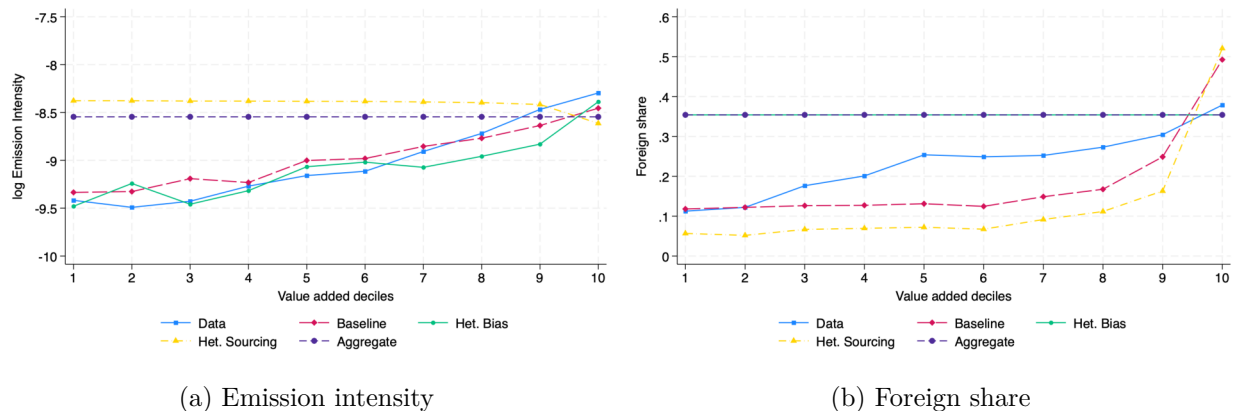 -7.5
-8
-8.5
-9
-9.5
-10
log Emission Intensity
1 2 3 4 5 6 7 8 9 10
Value added deciles
Data Baseline Het. Bias
Het. Sourcing Aggregate
(a) Emission intensity
.6
.5
.4
.3
.2
.1
0
Foreign share
1 2 3 4 5 6 7 8 9 10
Value added deciles
Data Baseline Het. Bias
Het. Sourcing Aggregate
(b) Foreign share